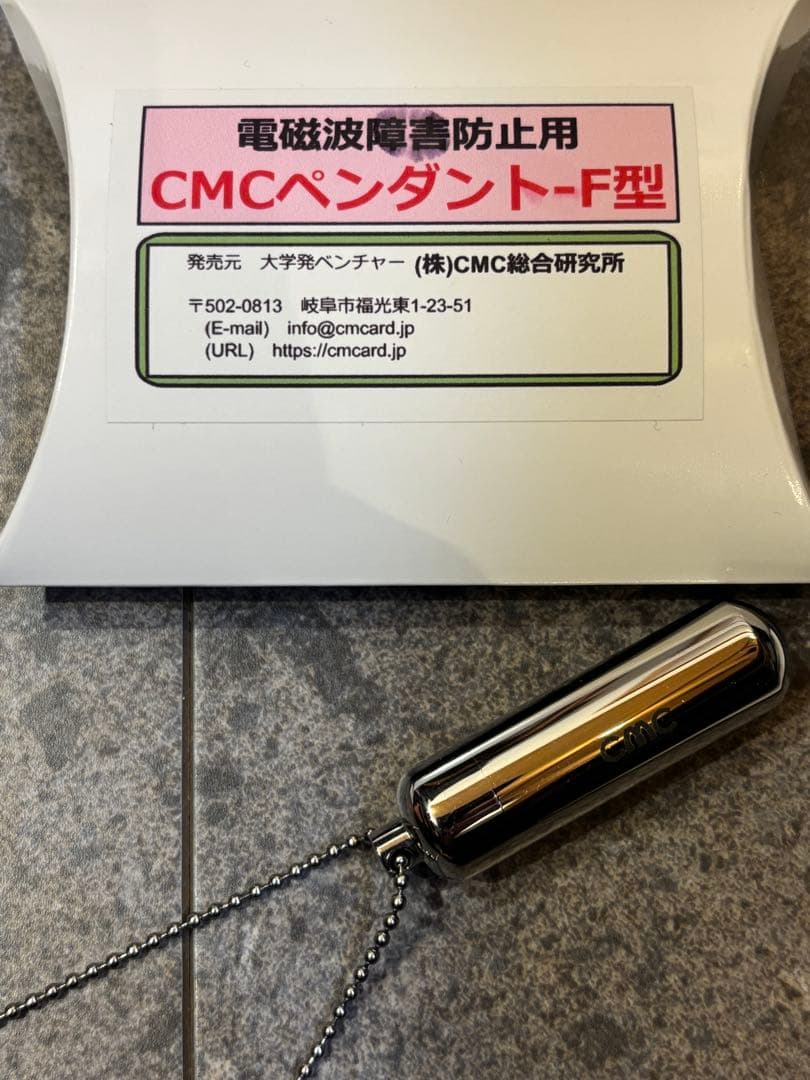 電磁波障害防止用
CMCペンダント-F型
発売元　大学発ベンチャー (株)CMC総合研究所
〒502-0813　岐阜市福光東1-23-51
(E-mail)　info@cmcard.jp
(URL)　https://cmcard.jp
CMC